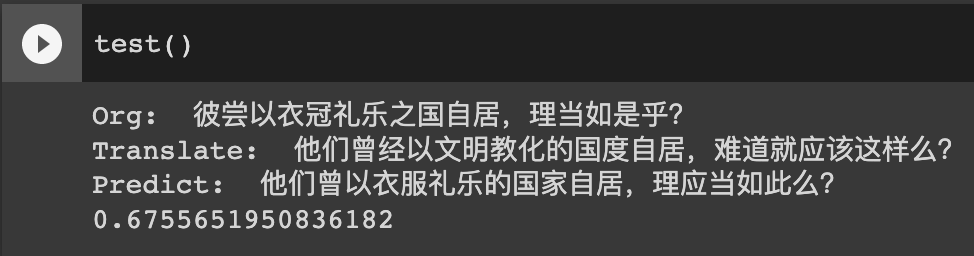 test()
Org:  彼尝以衣冠礼乐之国自居，理当如是乎？
Translate:  他们曾经以文明教化的国度自居，难道就应该这样么？
Predict:  他们曾以衣服礼乐的国家自居，理应当如此么？
0.6755651950836182